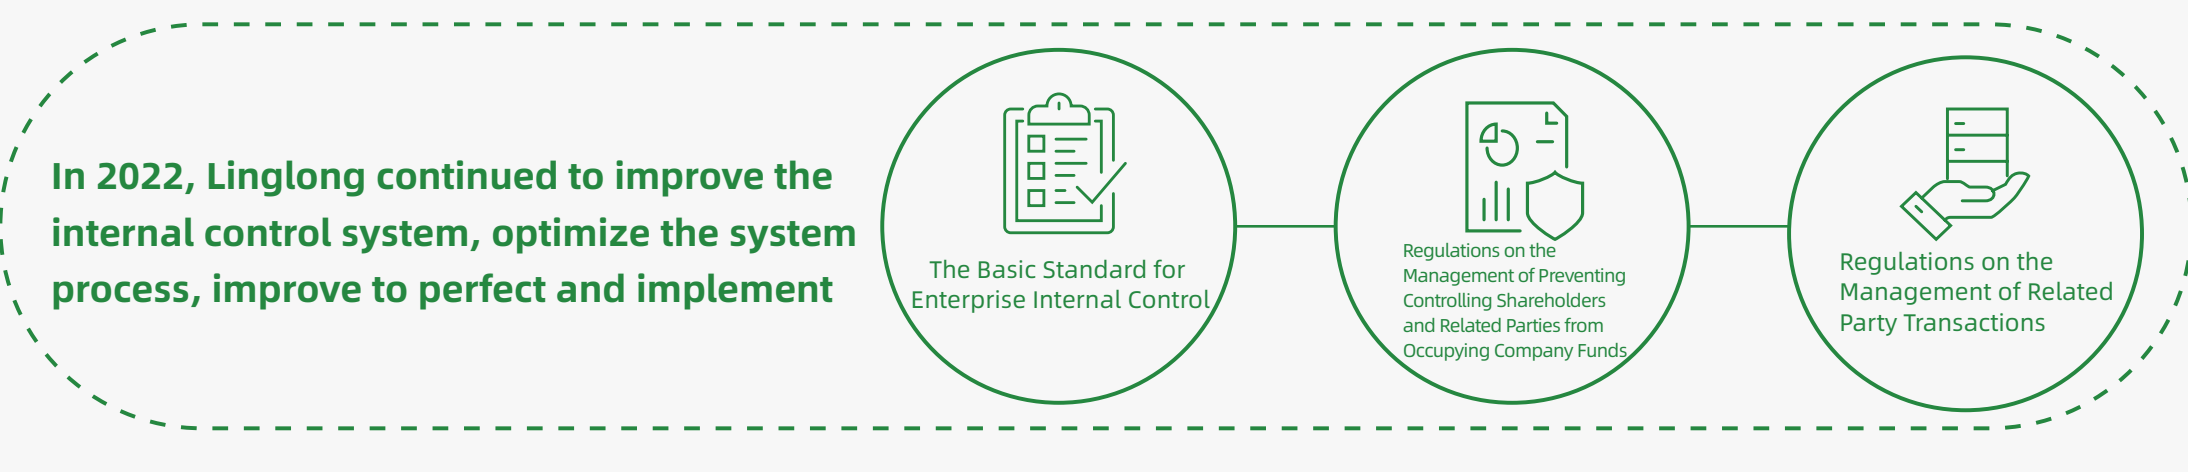 In 2022, Linglong continued to improve the
internal control system, optimize the system
process, improve to perfect and implement
The Basic Standard for
Enterprise Internal Control
Regulations on the
Management of Preventing
Controlling Shareholders
and Related Parties from
Occupying Company Funds
Regulations on the
Management of Related
Party Transactions